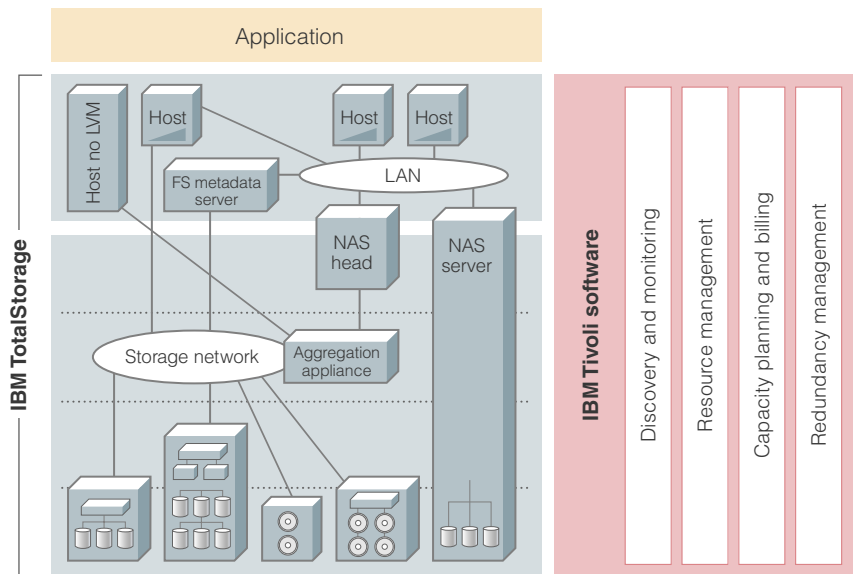 Application
IBM TotalStorage
Host no LVM
Host
Host
Host
LAN
FS metadata
server
NAS
head
NAS
server
Storage network
Aggregation
appliance
IBM Tivoli software
Discovery and monitoring
Resource management
Capacity planning and billing
Redundancy management